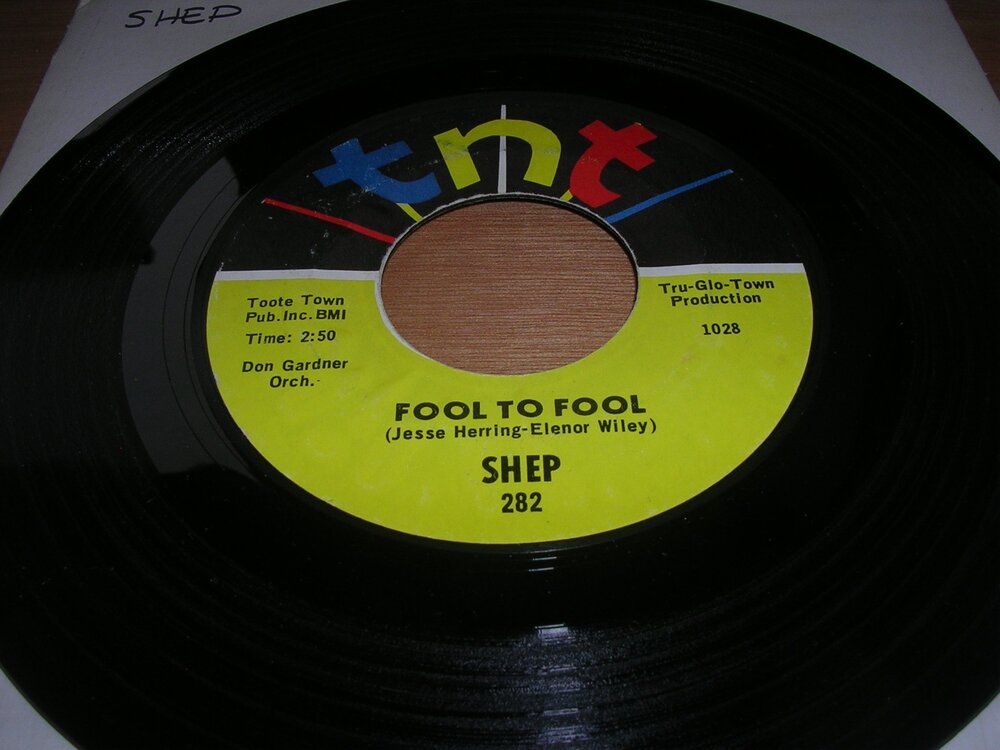 SHEP
tnt
Toote Town
Pub.Inc.BMI
Time: 2:50
Don Gardner
Orch.
Tru-Glo-Town
Production
1028
FOOL TO FOOL
(Jesse Herring-Elenor Wiley)
SHEP
282